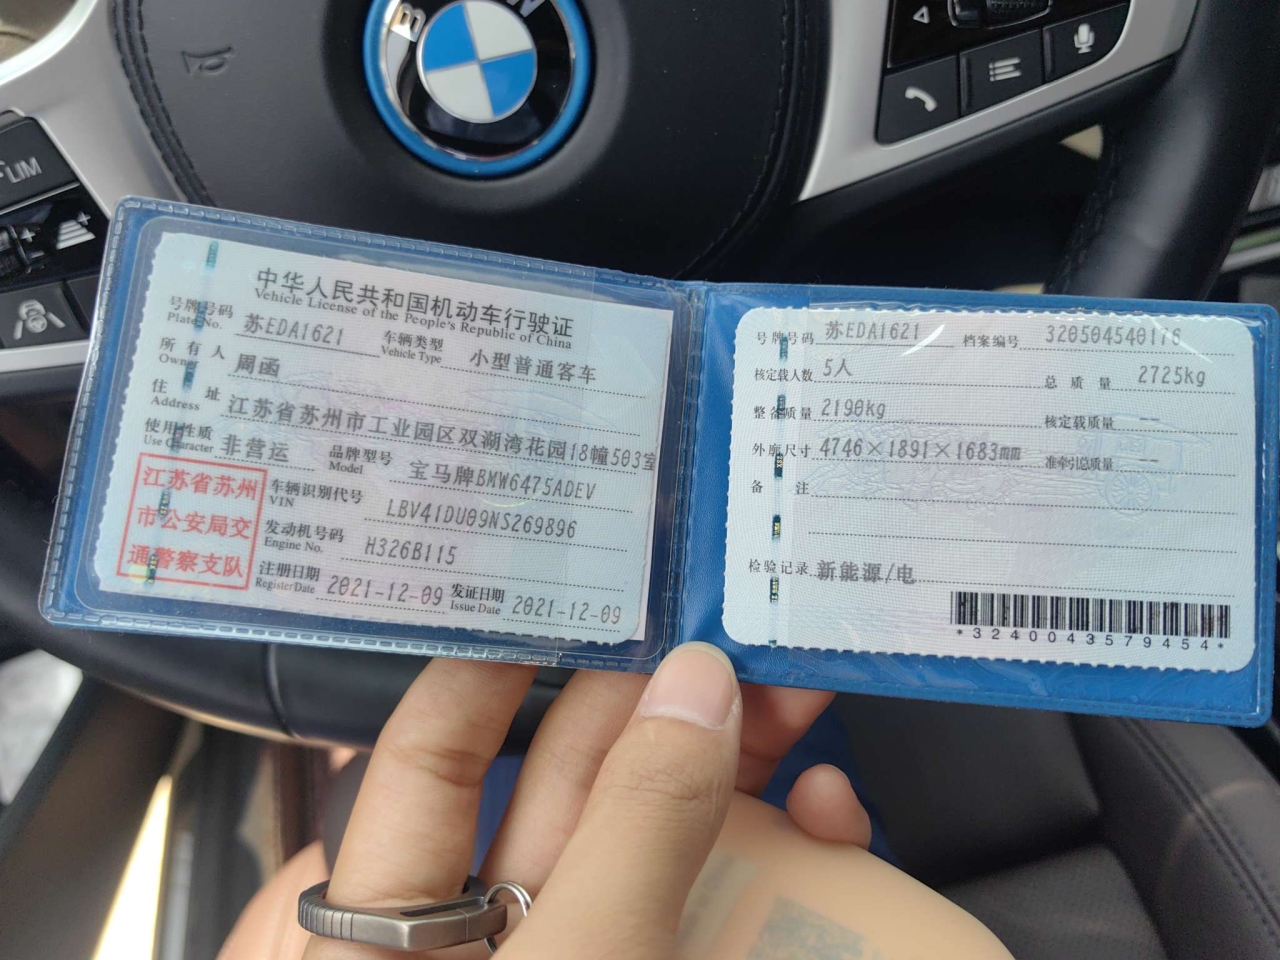 LIM
中华人民共和国机动车行驶证
Vehicle License of the People's Republic of China
号牌号码 苏EDA1621 车辆类型 小型普通客车
Plate No. Vehicle Type
所有人 周函
Owner
住址 江苏省苏州市工业园区双湖湾花园18幢503室
Address
使用性质 非营运 品牌型号 宝马牌BMW6475ADEV
Use Character Model
江苏省苏州
市公安局交
通警察支队
车辆识别代号 LBV41DU09NS269896
VIN
发动机号码 H326B115
Engine No.
注册日期 2021-12-09 发证日期 2021-12-09
Register Date Issue Date
号牌号码 苏EDA1621 档案编号 320504540176
核定载人数 5人 总质量 2725kg
整备质量 2190kg 核定载质量 --
外廓尺寸 4746×1891×1683mm 准牵引总质量 --
备注
检验记录 新能源/电
*3240043579454*